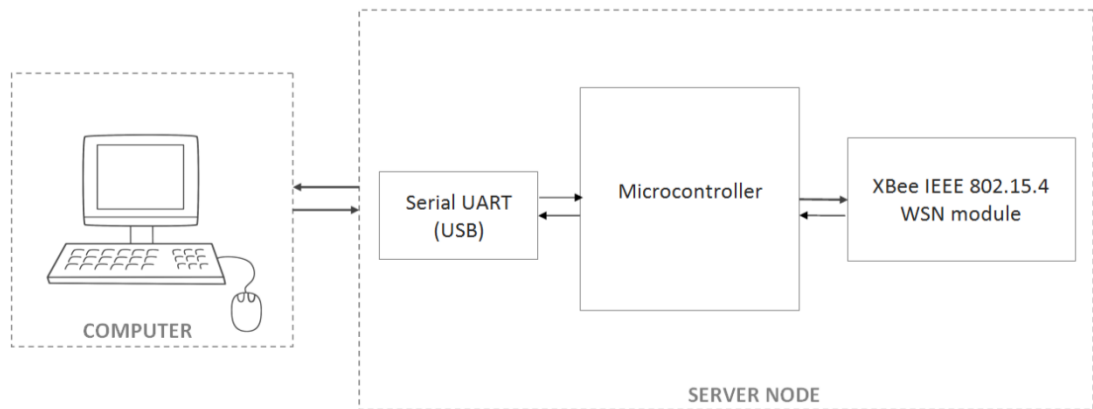 COMPUTER
Serial UART
(USB)
Microcontroller
XBee IEEE 802.15.4
WSN module
SERVER NODE